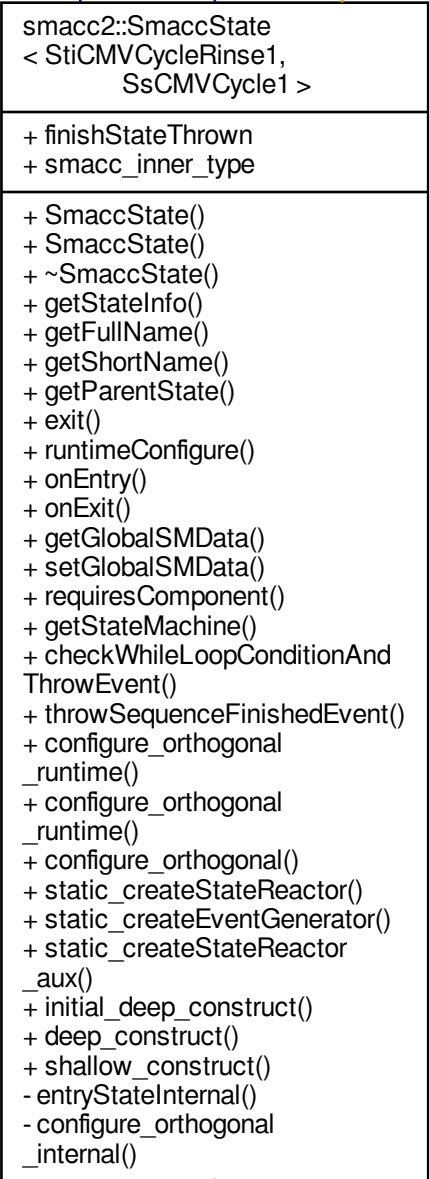 smacc2::SmaccState
< StiCMVCycleRinse1,
SsCMVCycle1 >
+ finishStateThrown
+ smacc_inner_type
+ SmaccState()
+ SmaccState()
+ ~SmaccState()
+ getStateInfo()
+ getFullName()
+ getShortName()
+ getParentState()
+ exit()
+ runtimeConfigure()
+ onEntry()
+ onExit()
+ getGlobalSMData()
+ setGlobalSMData()
+ requiresComponent()
+ getStateMachine()
+ checkWhileLoopConditionAnd
ThrowEvent()
+ throwSequenceFinishedEvent()
+ configure_orthogonal
_runtime()
+ configure_orthogonal
_runtime()
+ configure_orthogonal()
+ static_createStateReactor()
+ static_createEventGenerator()
+ static_createStateReactor
_aux()
+ initial_deep_construct()
+ deep_construct()
+ shallow_construct()
- entryStateInternal()
- configure_orthogonal
_internal()